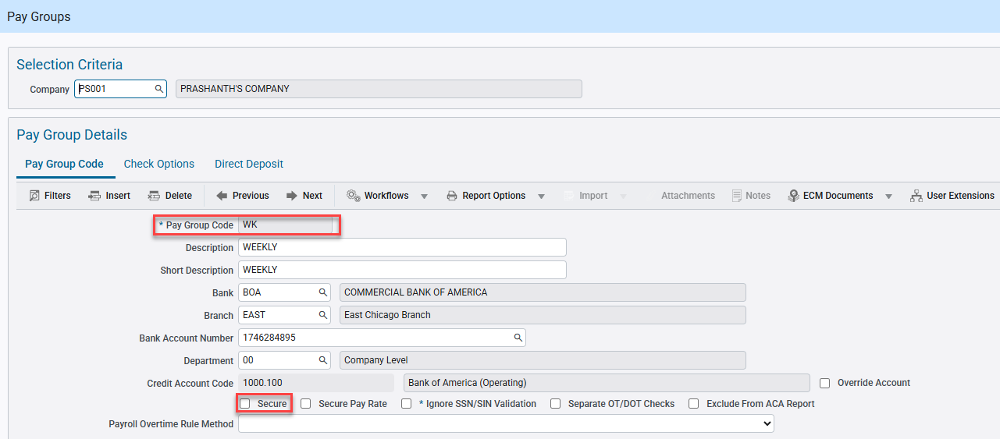 Pay Groups
Selection Criteria
Company PS001 PRASHANTH'S COMPANY
Pay Group Details
Pay Group Code Check Options Direct Deposit
Filters Insert Delete Previous Next Workflows Report Options Import Attachments Notes ECM Documents User Extensions
* Pay Group Code WK
Description WEEKLY
Short Description WEEKLY
Bank BOA COMMERCIAL BANK OF AMERICA
Branch EAST East Chicago Branch
Bank Account Number 1746284895
Department 00 Company Level
Credit Account Code 1000.100 Bank of America (Operating) Override Account
Secure Secure Pay Rate * Ignore SSN/SIN Validation Separate OT/DOT Checks Exclude From ACA Report
Payroll Overtime Rule Method